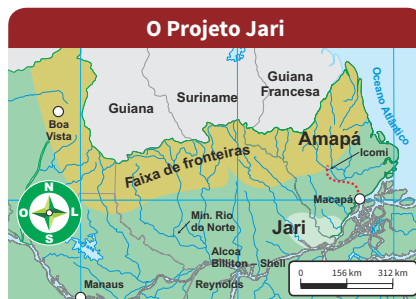 O Projeto Jari
Guiana
Francesa
Suriname
Guiana
Oceano Atlântico
Boa
Vista
Amapá
Icomi
Faixa de fronteiras
Macapá
N
O
L
S
Min. Rio
do Norte
Jari
Alcoa
Billiton
Shell
Reynolds
Manaus
0 156 km 312 km